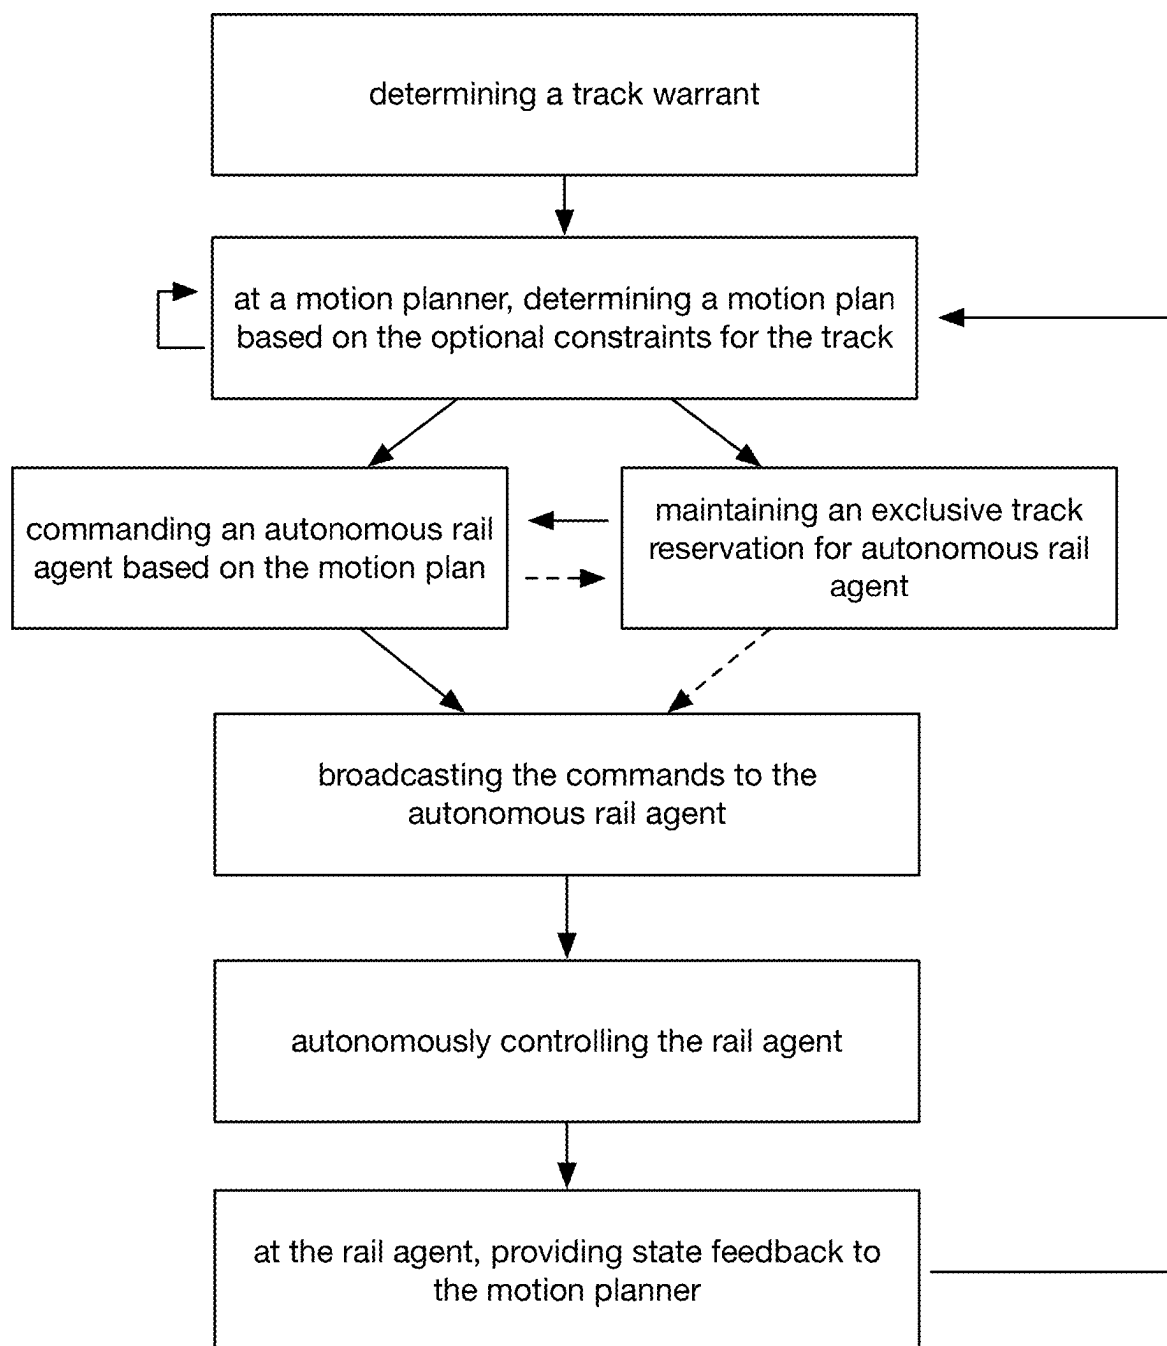 determining a track warrant
at a motion planner, determining a motion plan
based on the optional constraints for the track
commanding an autonomous rail
agent based on the motion plan
maintaining an exclusive track
reservation for autonomous rail
agent
broadcasting the commands to the
autonomous rail agent
autonomously controlling the rail agent
at the rail agent, providing state feedback to
the motion planner